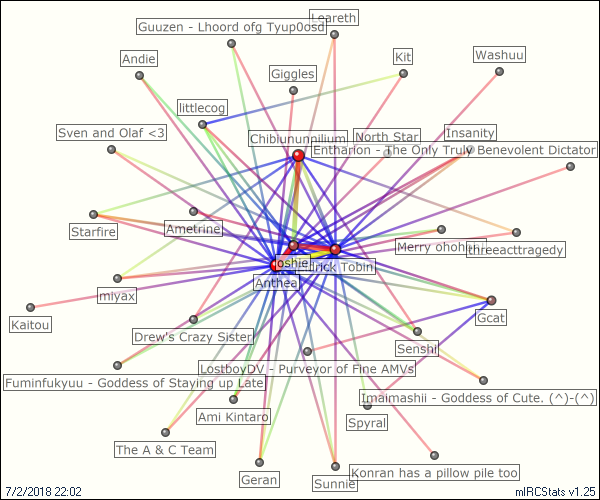 Leareth
Guuzen - Lhoord ofg Tyup0osd
Andie
Kit
Washuu
Giggles
littlecog
Sven and Olaf <3
Chibiununnilium
North Star
Insanity
Entharion - The Only Truly Benevolent Dictator
Starfire
Ametrine
Merry ohohoh
threeacttragedy
oshie
drick Tobin
Anthea
miyax
Kaitou
Gcat
Drew's Crazy Sister
Senshi
LostboyDV - Purveyor of Fine AMVs
Fuminfukyuu - Goddess of Staying up Late
Imaimashii - Goddess of Cute. (^)-(^)
Ami Kintaro
Spyral
The A & C Team
Geran
Sunnie
Konran has a pillow pile too
7/2/2018 22:02
mIRCStats v1.25